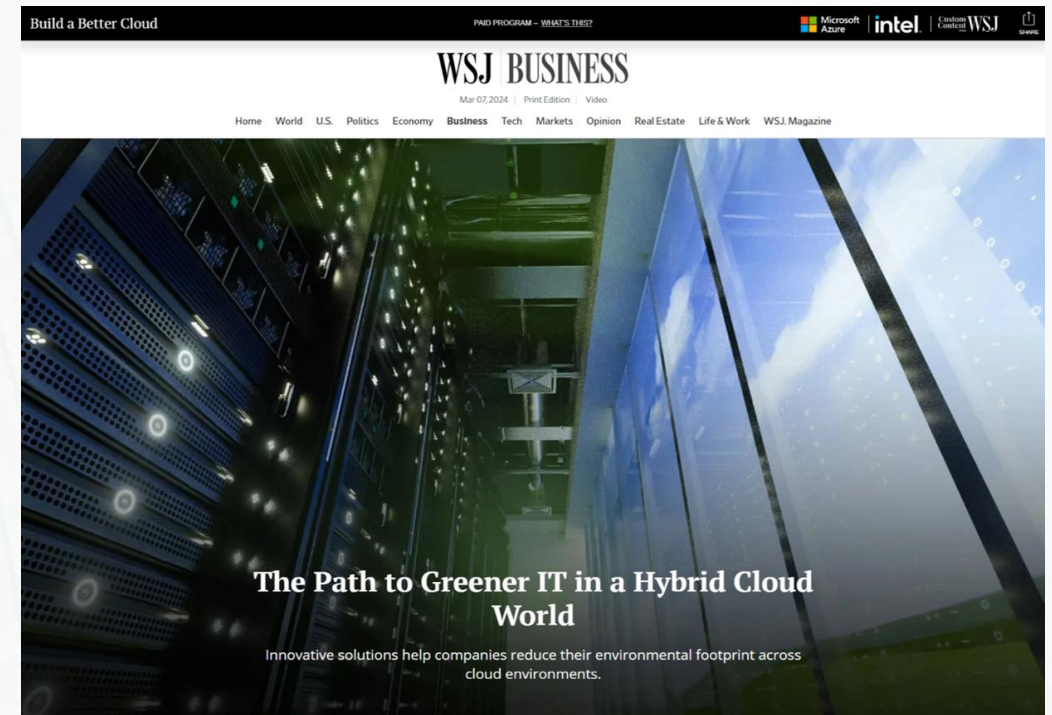 Build a Better Cloud
PAID PROGRAM – WHAT'S THIS?
Microsoft Azure | intel. | Custom Content WSJ
SHARE
WSJ BUSINESS
Mar 07, 2024 | Print Edition | Video
Home World U.S. Politics Economy Business Tech Markets Opinion Real Estate Life & Work WSJ. Magazine
The Path to Greener IT in a Hybrid Cloud
World
Innovative solutions help companies reduce their environmental footprint across
cloud environments.